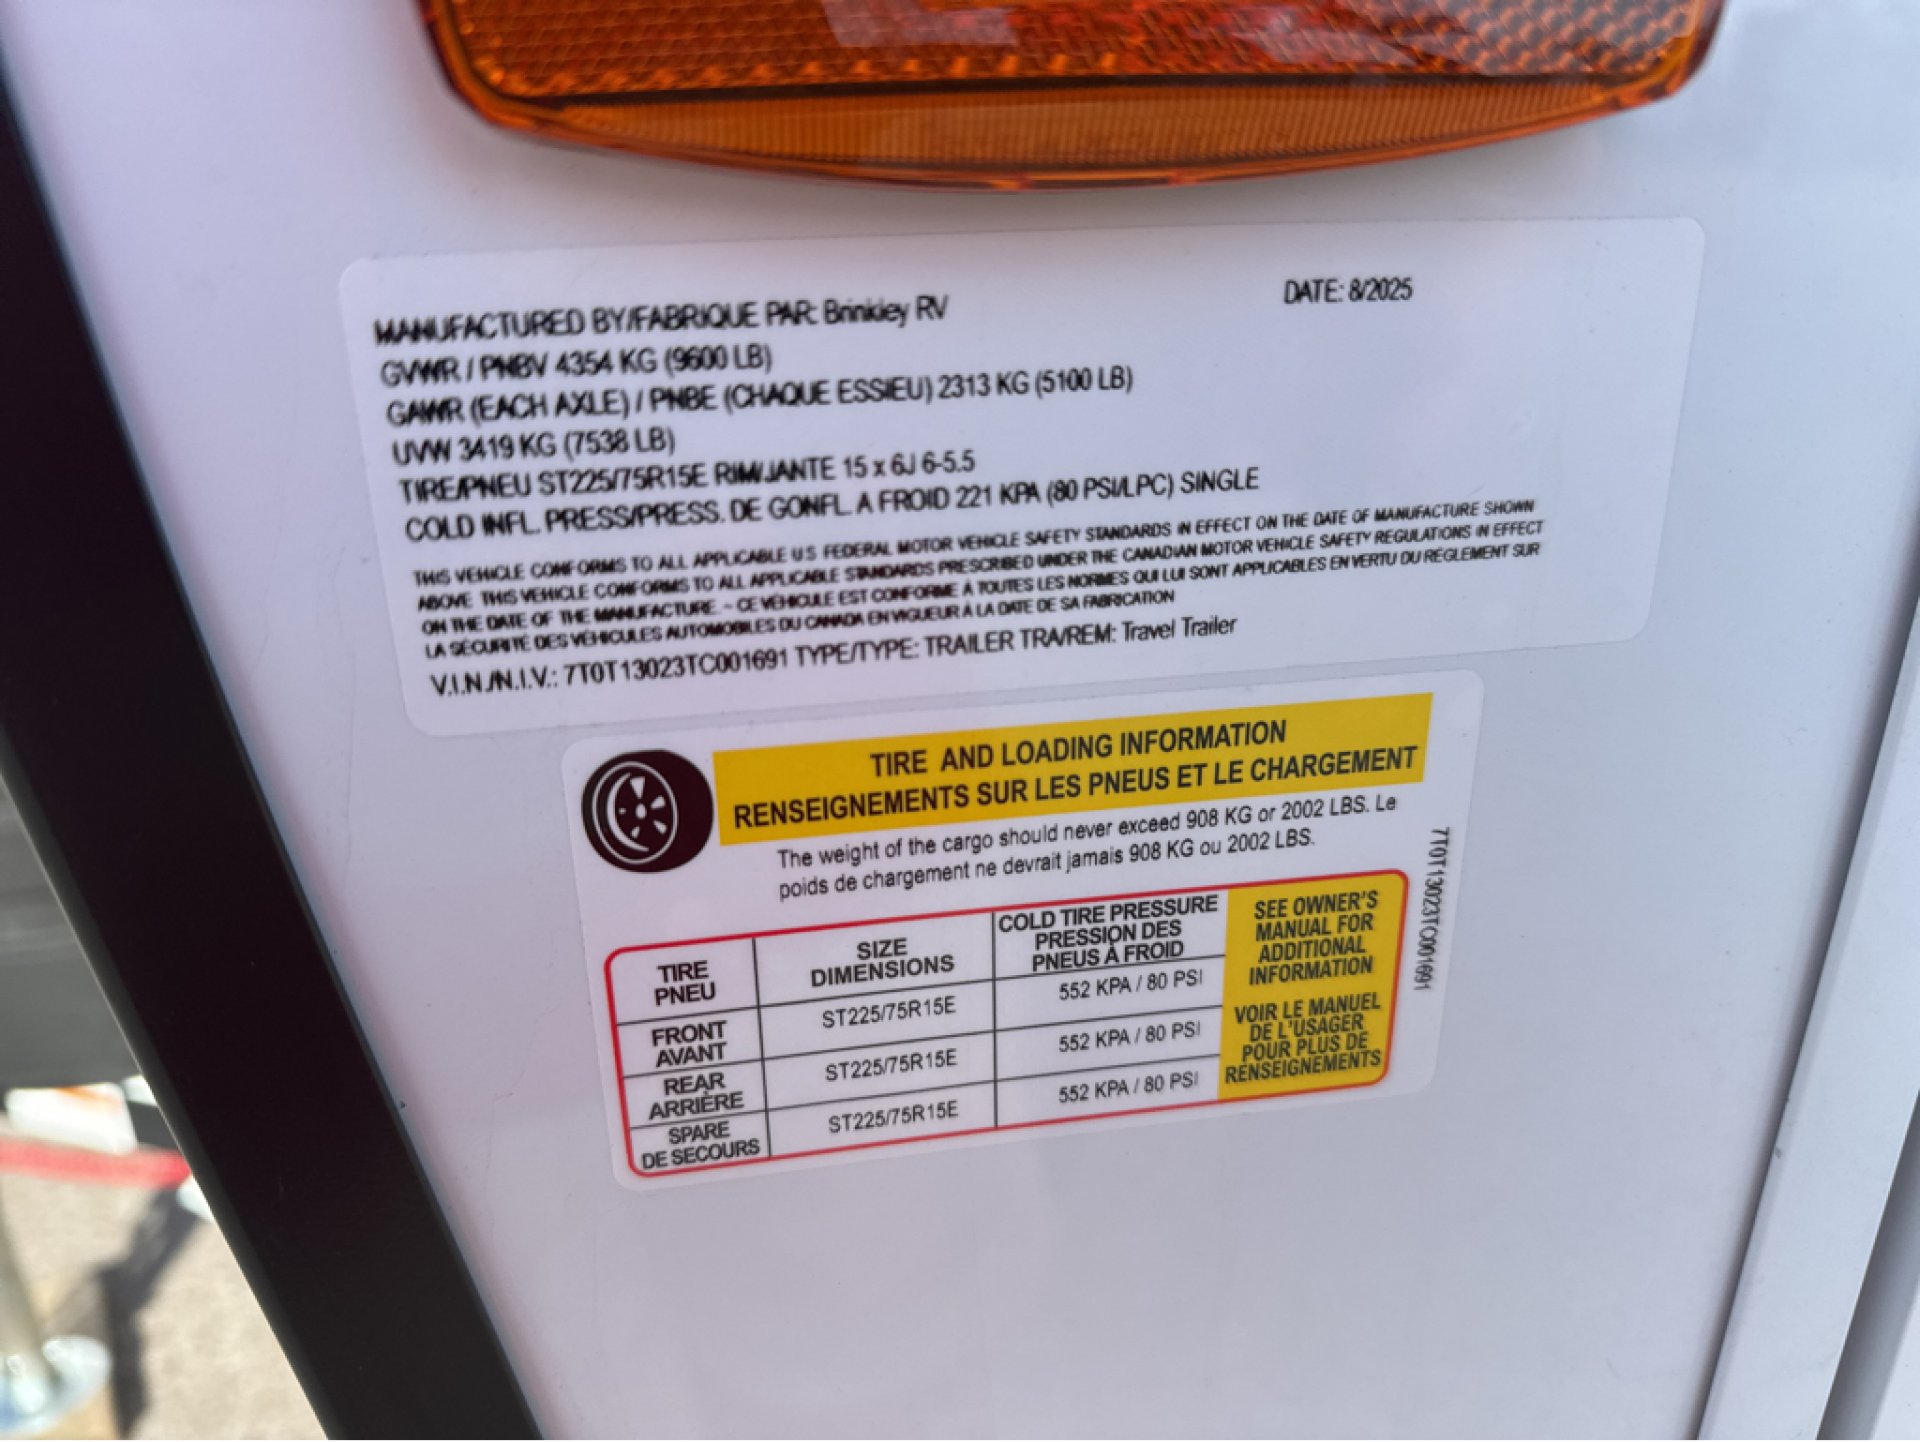 MANUFACTURED BY/FABRIQUE PAR: Brinkley RV DATE: 8/2025
GVWR / PNBV 4354 KG (9600 LB)
GAWR (EACH AXLE) / PNBE (CHAQUE ESSIEU) 2313 KG (5100 LB)
UVW 3419 KG (7538 LB)
TIRE/PNEU ST225/75R15E RIM/JANTE 15 x 6J 6-5.5
COLD INFL. PRESS/PRESS. DE GONFL. A FROID 221 KPA (80 PSI/LPC) SINGLE
THIS VEHICLE CONFORMS TO ALL APPLICABLE U.S FEDERAL MOTOR VEHICLE SAFETY STANDARDS IN EFFECT ON THE DATE OF MANUFACTURE SHOWN
ABOVE THIS VEHICLE CONFORMS TO ALL APPLICABLE STANDARDS PRESCRIBED UNDER THE CANADIAN MOTOR VEHICLE SAFETY REGULATIONS IN EFFECT
ON THE DATE OF THE MANUFACTURE. ~ CE VÉHICULE EST CONFORME À TOUTES LES NORMES QUI LUI SONT APPLICABLES EN VERTU DU RÈGLEMENT SUR
LA SÉCURITÉ DES VÉHICULES AUTOMOBILES DU CANADA EN VIGUEUR À LA DATE DE SA FABRICATION
V.I.N./N.I.V.: 7T0T13023TC001691 TYPE/TYPE: TRAILER TRA/REM: Travel Trailer
TIRE AND LOADING INFORMATION
RENSEIGNEMENTS SUR LES PNEUS ET LE CHARGEMENT
The weight of the cargo should never exceed 908 KG or 2002 LBS. Le
poids de chargement ne devrait jamais 908 KG ou 2002 LBS.
TIRE
PNEU
SIZE
DIMENSIONS
COLD TIRE PRESSURE
PRESSION DES
PNEUS À FROID
FRONT
AVANT
ST225/75R15E
552 KPA / 80 PSI
REAR
ARRIÈRE
ST225/75R15E
552 KPA / 80 PSI
SPARE
DE SECOURS
ST225/75R15E
552 KPA / 80 PSI
SEE OWNER'S
MANUAL FOR
ADDITIONAL
INFORMATION
VOIR LE MANUEL
DE L'USAGER
POUR PLUS DE
RENSEIGNEMENTS
7T0T13023TC001691